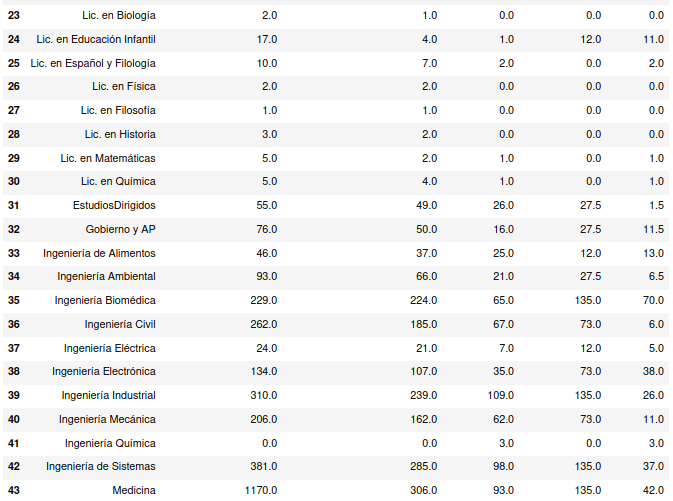 23 Lic. en Biología 2.0 1.0 0.0 0.0 0.0
24 Lic. en Educación Infantil 17.0 4.0 1.0 12.0 11.0
25 Lic. en Español y Filología 10.0 7.0 2.0 0.0 2.0
26 Lic. en Física 2.0 2.0 0.0 0.0 0.0
27 Lic. en Filosofía 1.0 1.0 0.0 0.0 0.0
28 Lic. en Historia 3.0 2.0 0.0 0.0 0.0
29 Lic. en Matemáticas 5.0 2.0 1.0 0.0 1.0
30 Lic. en Química 5.0 4.0 1.0 0.0 1.0
31 EstudiosDirigidos 55.0 49.0 26.0 27.5 1.5
32 Gobierno y AP 76.0 50.0 16.0 27.5 11.5
33 Ingeniería de Alimentos 46.0 37.0 25.0 12.0 13.0
34 Ingeniería Ambiental 93.0 66.0 21.0 27.5 6.5
35 Ingeniería Biomédica 229.0 224.0 65.0 135.0 70.0
36 Ingeniería Civil 262.0 185.0 67.0 73.0 6.0
37 Ingeniería Eléctrica 24.0 21.0 7.0 12.0 5.0
38 Ingeniería Electrónica 134.0 107.0 35.0 73.0 38.0
39 Ingeniería Industrial 310.0 239.0 109.0 135.0 26.0
40 Ingeniería Mecánica 206.0 162.0 62.0 73.0 11.0
41 Ingeniería Química 0.0 0.0 3.0 0.0 3.0
42 Ingeniería de Sistemas 381.0 285.0 98.0 135.0 37.0
43 Medicina 1170.0 306.0 93.0 135.0 42.0